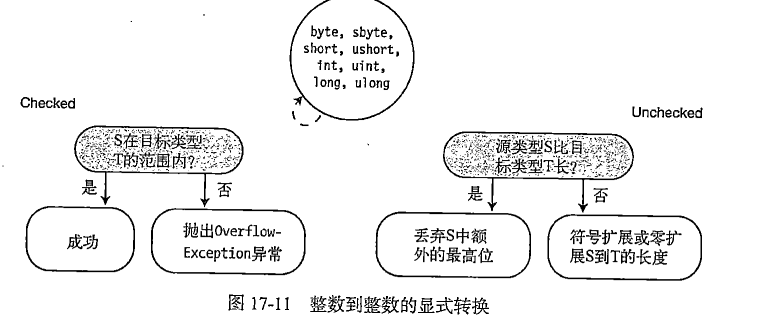 byte, sbyte,
short, ushort,
int, uint,
long, ulong
Checked
Unchecked
S在目标类型
T的范围内?
源类型S比目
标类型T长?
是
否
是
否
成功
抛出Overflow-
Exception异常
丢弃S中额
外的最高位
符号扩展或零扩
展S到T的长度
图 17-11 整数到整数的显式转换